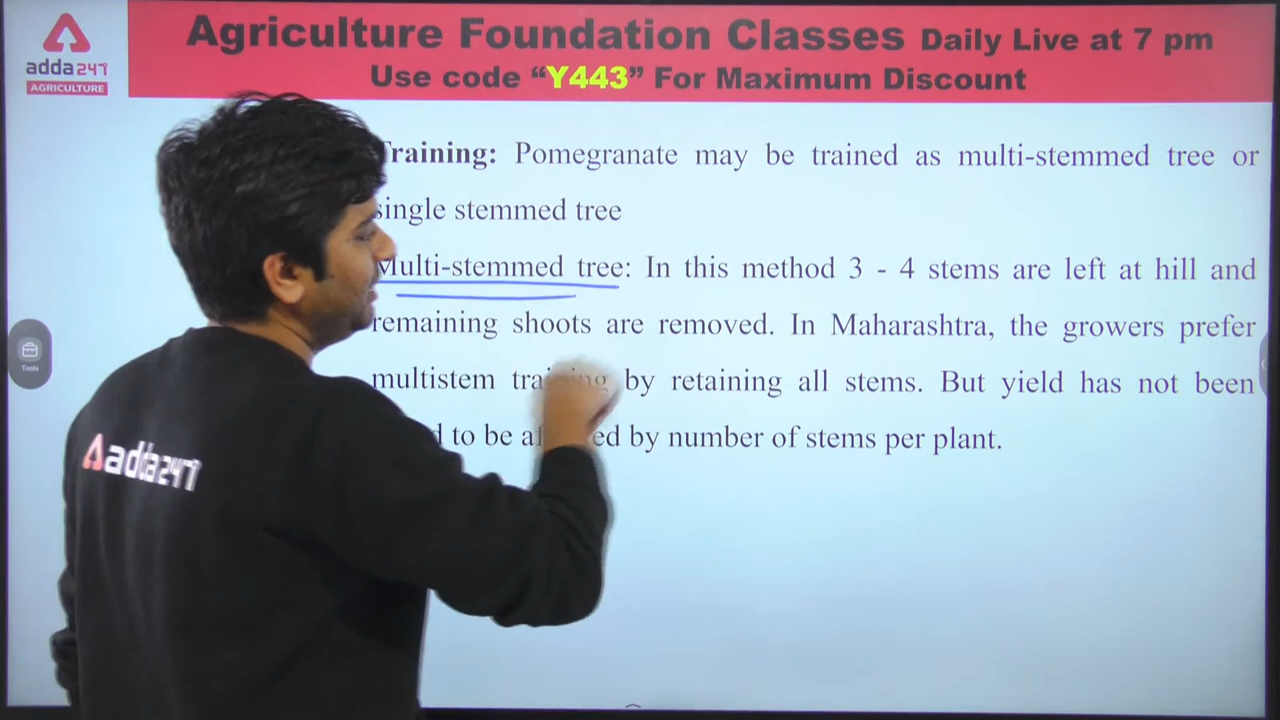 Agriculture Foundation Classes Daily Live at 7 pm
Use code “Y443” For Maximum Discount
adda247
AGRICULTURE
Training: Pomegranate may be trained as multi-stemmed tree or
single stemmed tree
Multi-stemmed tree: In this method 3 - 4 stems are left at hill and
remaining shoots are removed. In Maharashtra, the growers prefer
multistem training by retaining all stems. But yield has not been
to be by number of stems per plant.
Tools
adda247